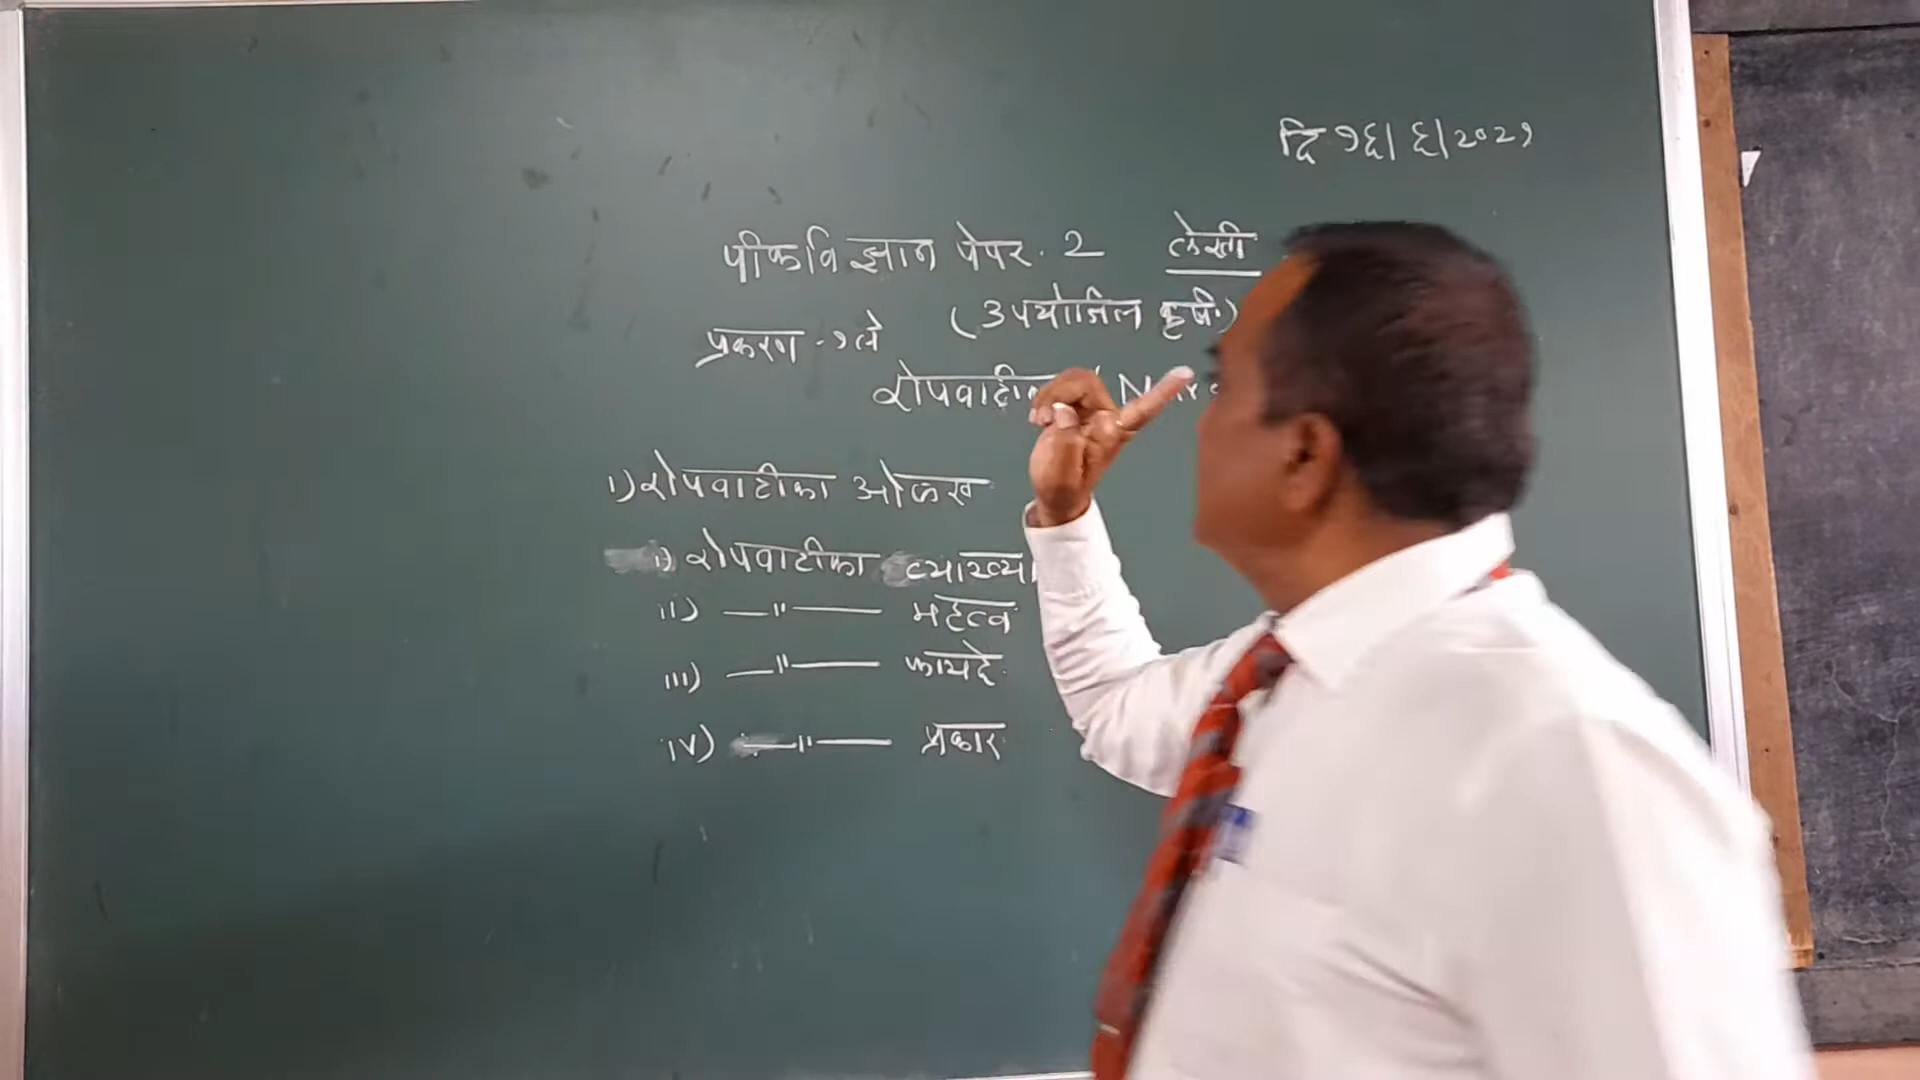 दि १६/६/२०२१
पीकविज्ञान पेपर. 2 लेखी
(उपयोजित कृषि)
प्रकरण - १ले
रोपवाटीका
1) रोपवाटीका ओळख
i) रोपवाटीका व्याख्या
ii) —"— महत्व
iii) —"— फायदे
iv) —"— प्रकार